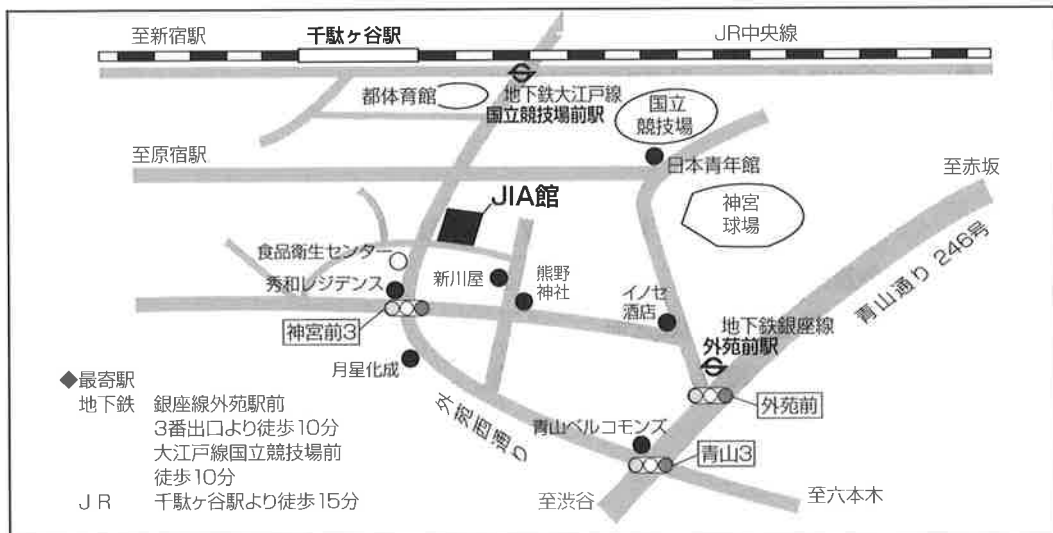 至新宿駅
千駄ヶ谷駅
JR中央線
都体育館
地下鉄大江戸線
国立競技場前駅
国立
競技場
至原宿駅
日本青年館
至赤坂
JIA館
神宮
球場
食品衛生センター
秀和レジデンス
新川屋
熊野
神社
イノセ
酒店
青山通り 246号
神宮前3
地下鉄銀座線
外苑前駅
月星化成
外苑西通り
外苑前
青山ベルコモンズ
青山3
至渋谷
至六本木
◆最寄駅
地下鉄 銀座線外苑駅前
3番出口より徒歩10分
大江戸線国立競技場前
徒歩10分
JR 千駄ヶ谷駅より徒歩15分